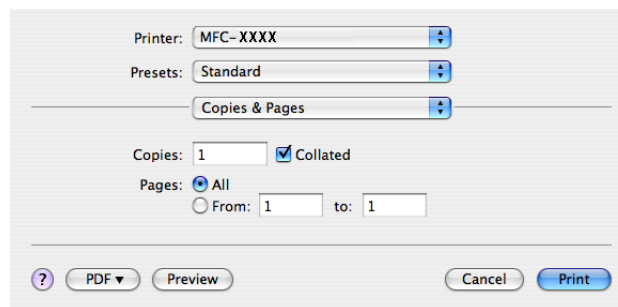 Printer: MFC-XXXX
Presets: Standard
Copies & Pages
Copies: 1 Collated
Pages: All
From: 1 to: 1
? PDF▼ Preview Cancel Print